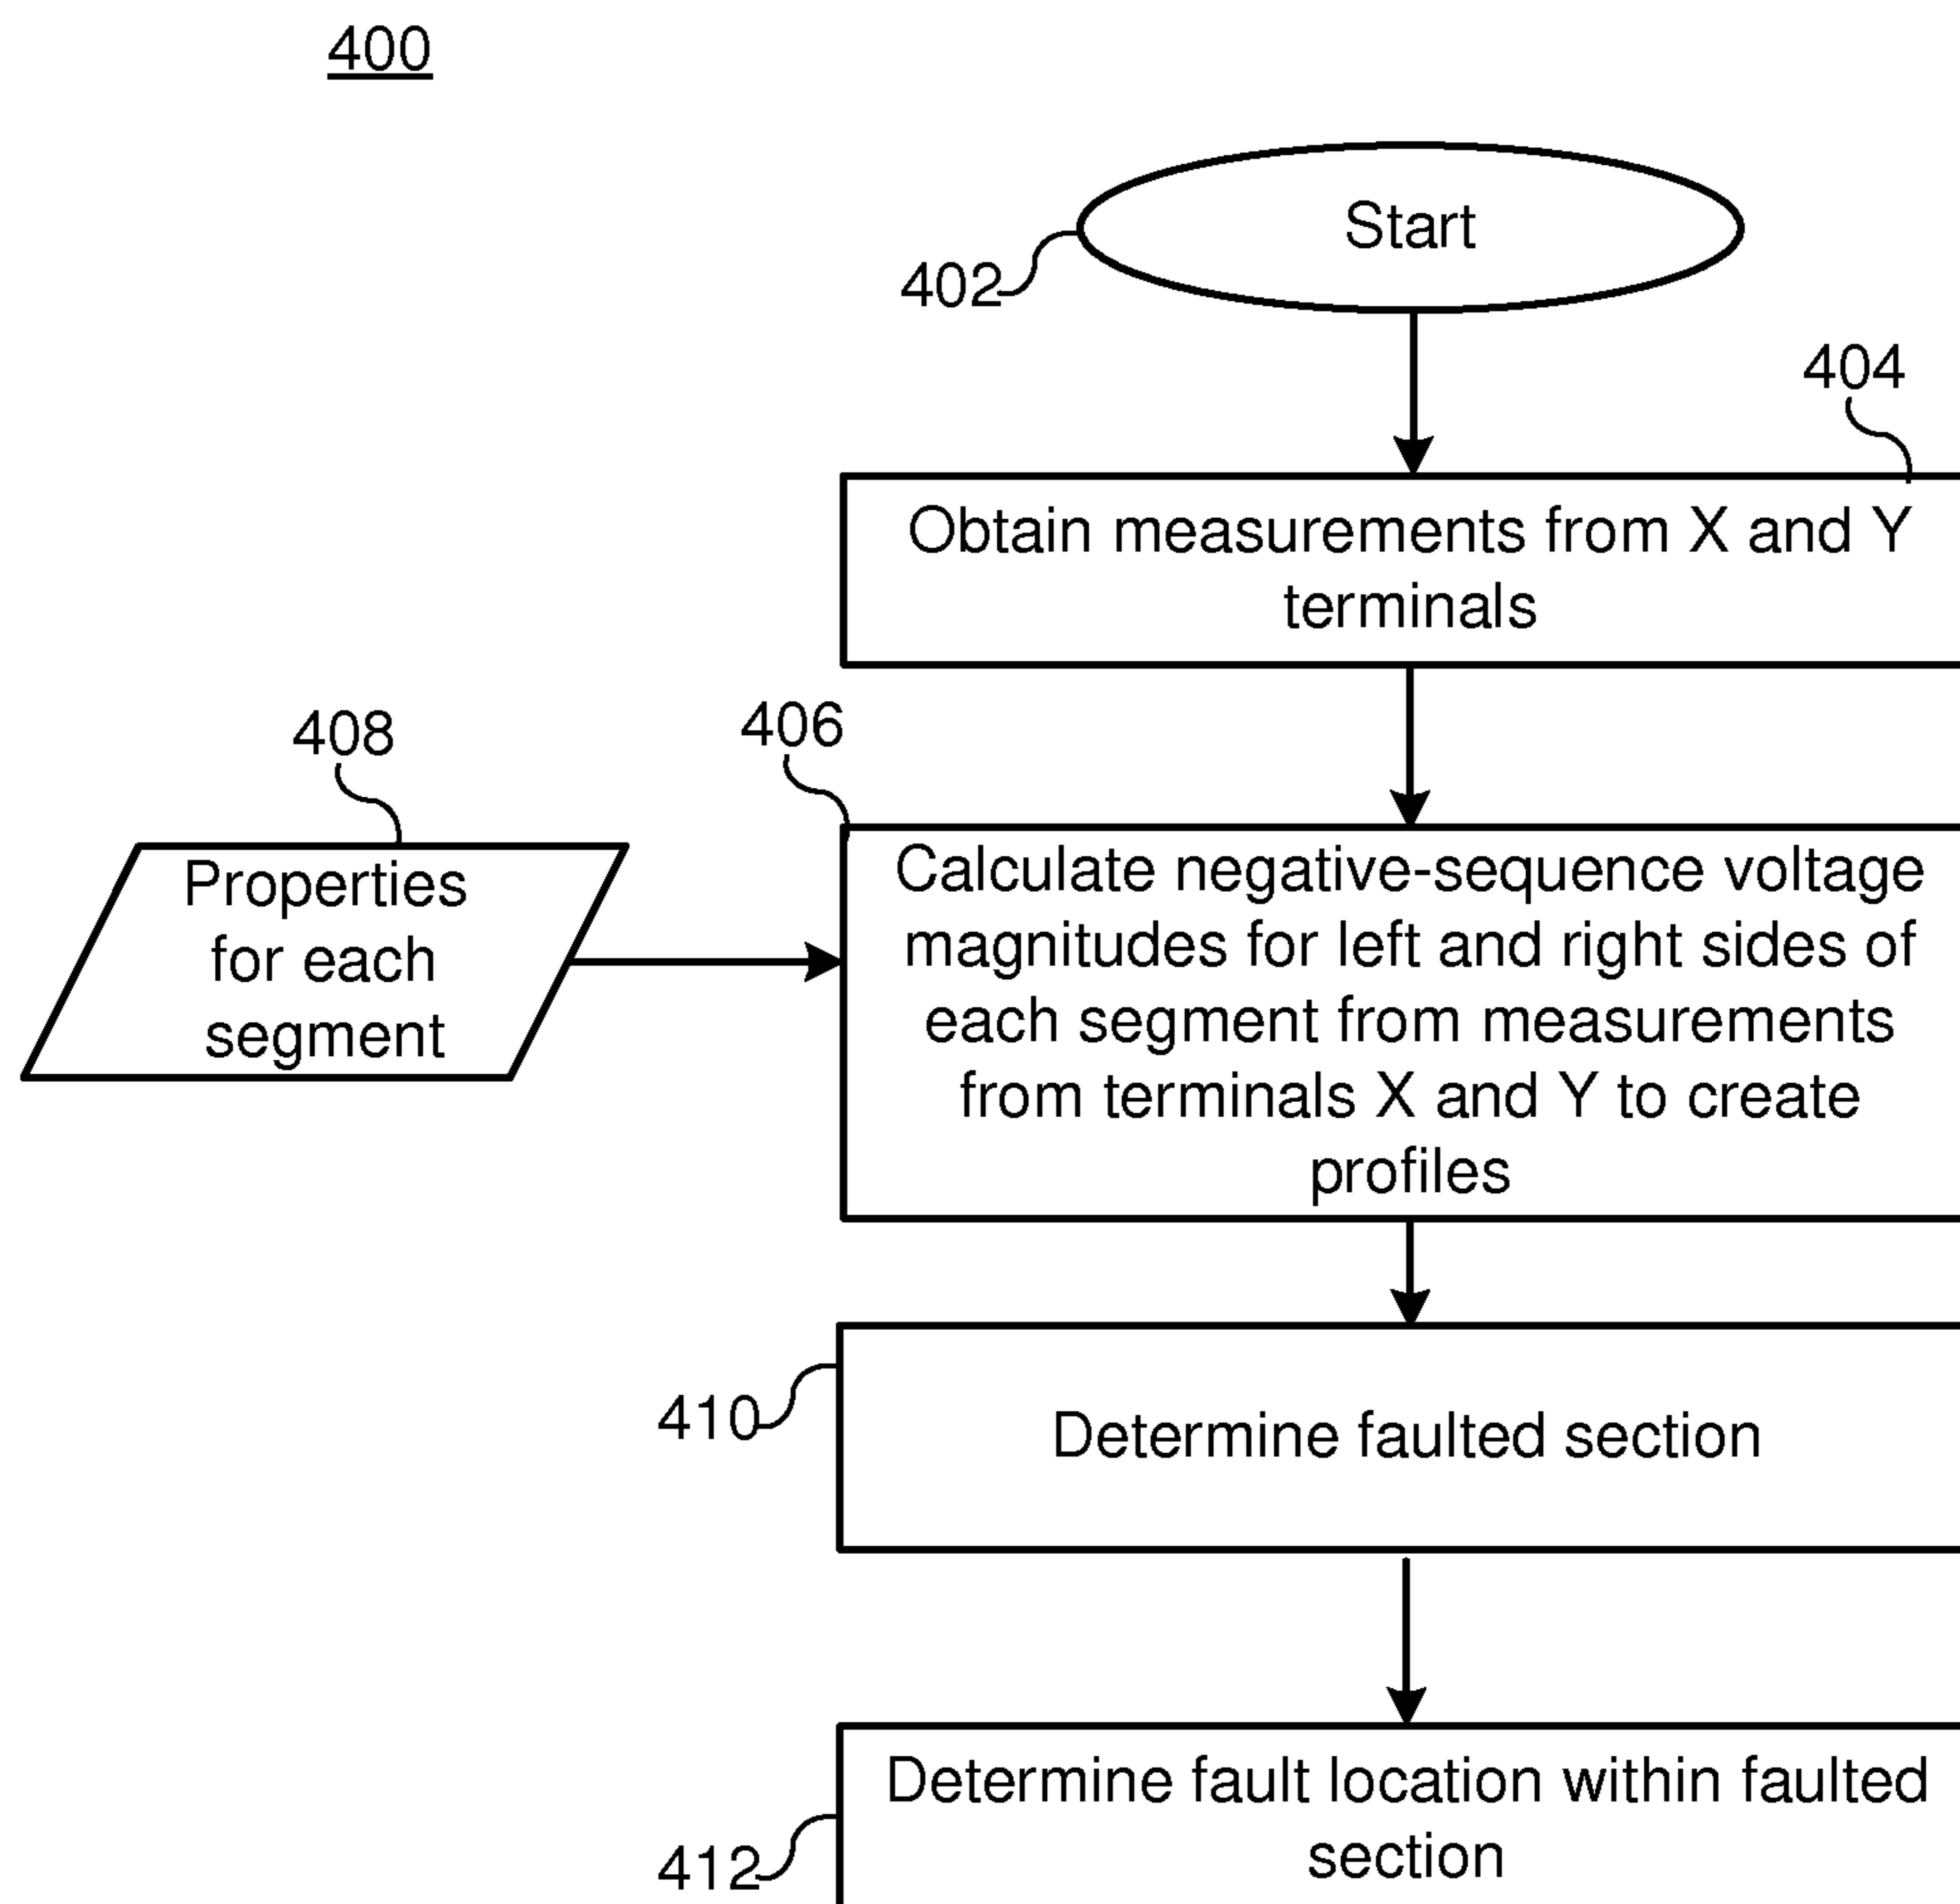 400
Start
402
404
Obtain measurements from X and Y
terminals
408
406
Properties
for each
segment
Calculate negative-sequence voltage
magnitudes for left and right sides of
each segment from measurements
from terminals X and Y to create
profiles
410
Determine faulted section
412
Determine fault location within faulted
section